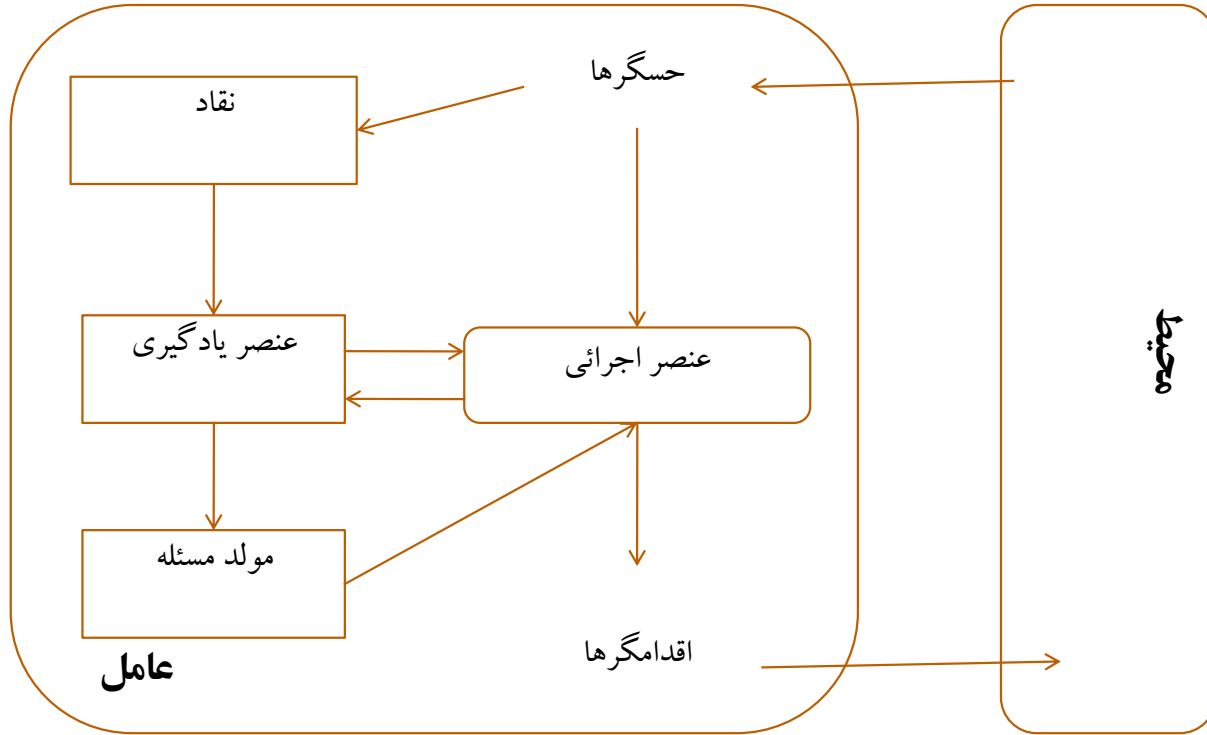 حسگرها
نقاد
عنصر یادگیری
عنصر اجرائی
محیط
مولد مسئله
اقدامگرها
عامل